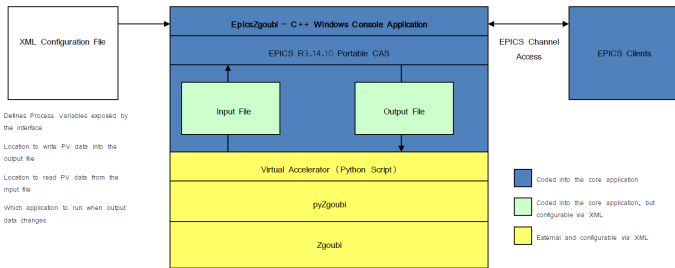 XML Configuration File
EpicsZgoubi – C++ Windows Console Application
EPICS R3.14.10 Portable CAS
EPICS Channel
Access
EPICS Clients
Input File
Output File
Defines Process Variables exposed by
the interface
Location to write PV data into the
output file
Location to read PV data from the
input file
Which application to run when output
data changes
Virtual Accelerator (Python Script)
pyZgoubi
Zgoubi
Coded into the core application
Coded into the core application, but
configurable via XML
External and configurable via XML